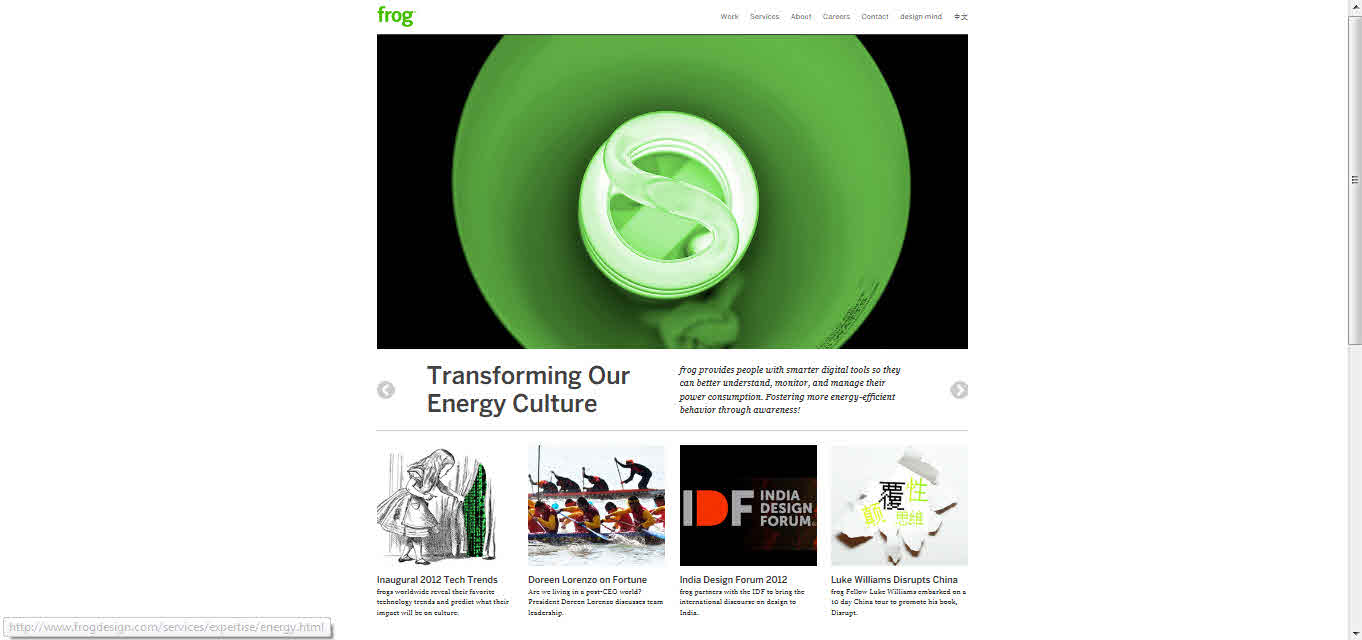 frog
Work Services About Careers Contact design mind 中文
Transforming Our
Energy Culture
frog provides people with smarter digital tools so they
can better understand, monitor, and manage their
power consumption. Fostering more energy-efficient
behavior through awareness!
IDF INDIA
DESIGN
FORUM
覆性
颠思维
Inaugural 2012 Tech Trends
frogs worldwide reveal their favorite
technology trends and predict what their
impact will be on culture.
Doreen Lorenzo on Fortune
Are we living in a post-CEO world?
President Doreen Lorenzo discusses team
leadership.
India Design Forum 2012
frog partners with the IDF to bring the
international discourse on design to
India.
Luke Williams Disrupts China
frog Fellow Luke Williams embarked on a
10 day China tour to promote his book,
Disrupt.
http://www.frogdesign.com/services/expertise/energy.html